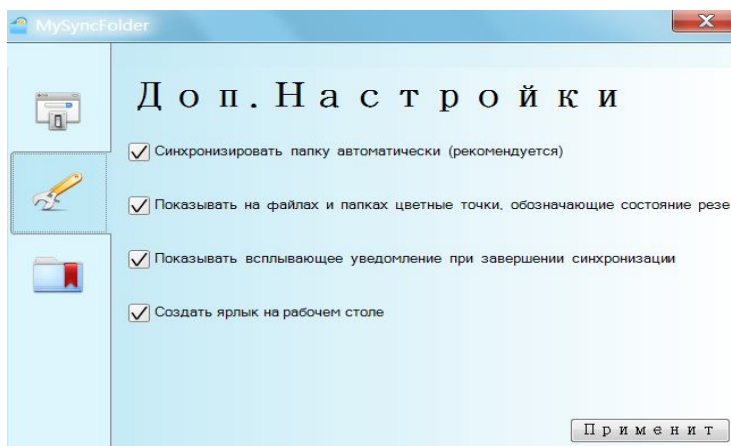 MySyncFolder
Доп.Настройки
Синхронизировать папку автоматически (рекомендуется)
Показывать на файлах и папках цветные точки, обозначающие состояние резе
Показывать всплывающее уведомление при завершении синхронизации
Создать ярлык на рабочем столе
Применит